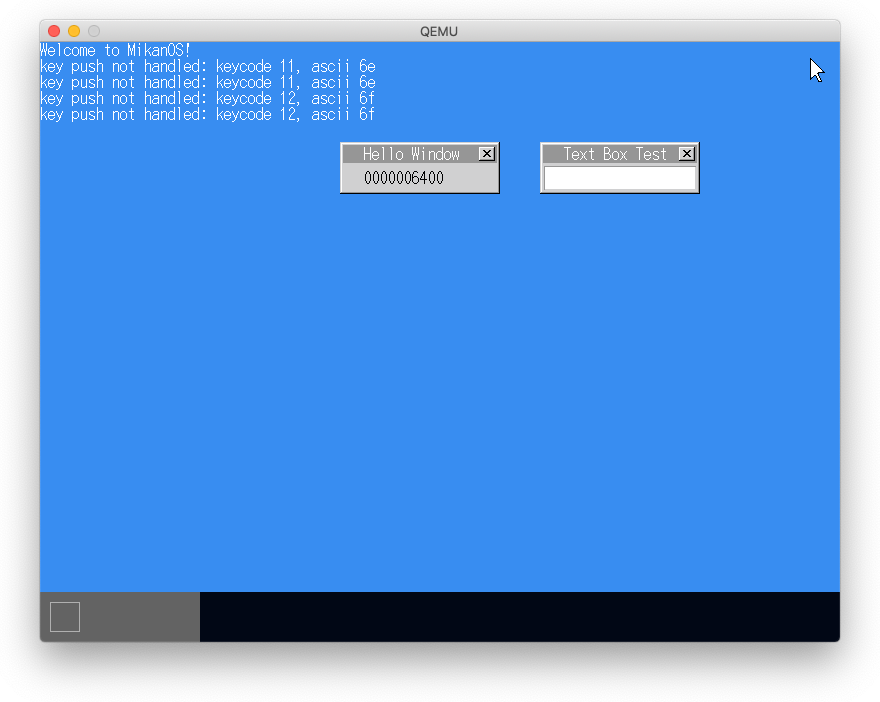 QEMU
Welcome to MikanOS!
key push not handled: keycode 11, ascii 6e
key push not handled: keycode 11, ascii 6e
key push not handled: keycode 12, ascii 6f
key push not handled: keycode 12, ascii 6f
Hello Window
0000006400
Text Box Test